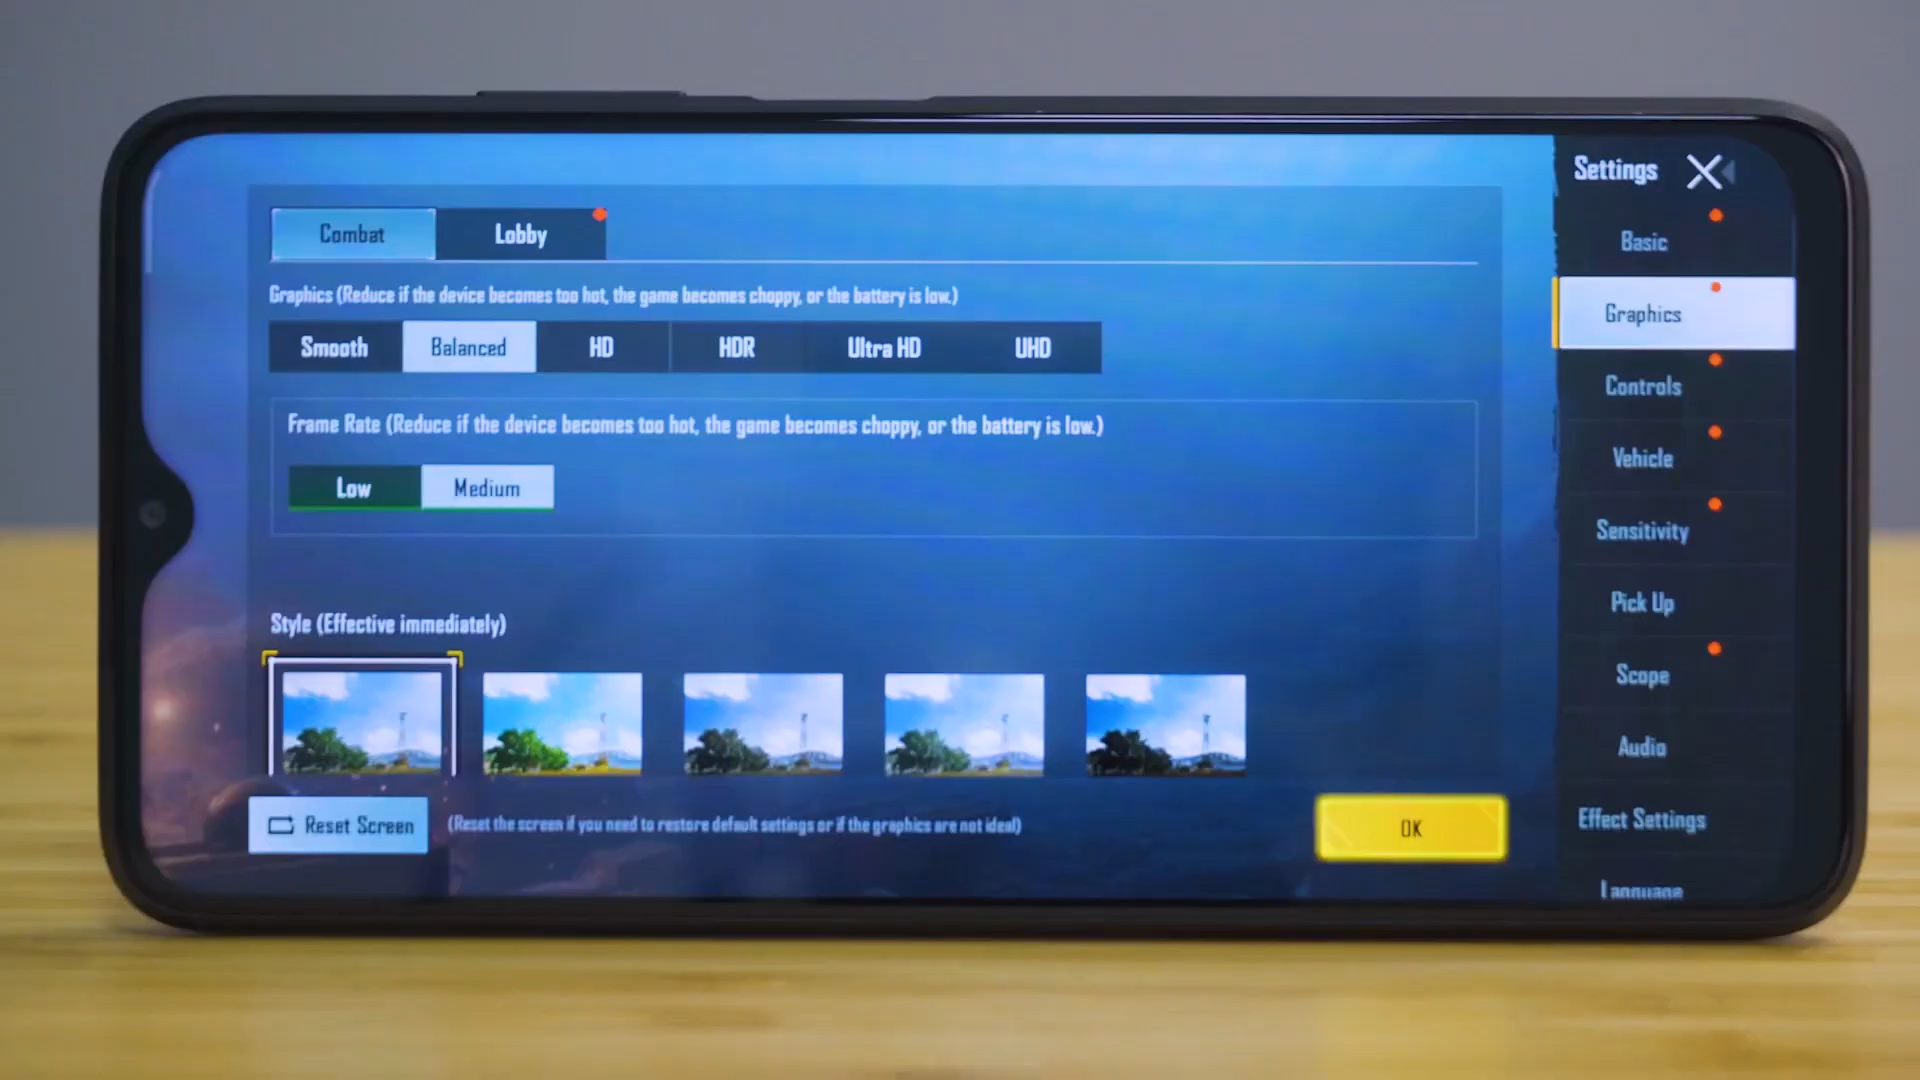 Combat
Lobby
Graphics (Reduce if the device becomes too hot, the game becomes choppy, or the battery is low.)
Smooth
Balanced
HD
HDR
Ultra HD
UHD
Frame Rate (Reduce if the device becomes too hot, the game becomes choppy, or the battery is low.)
Low
Medium
Style (Effective immediately)
Reset Screen
(Reset the screen if you need to restore default settings or if the graphics are not ideal)
OK
Settings
Basic
Graphics
Controls
Vehicle
Sensitivity
Pick Up
Scope
Audio
Effect Settings
Language